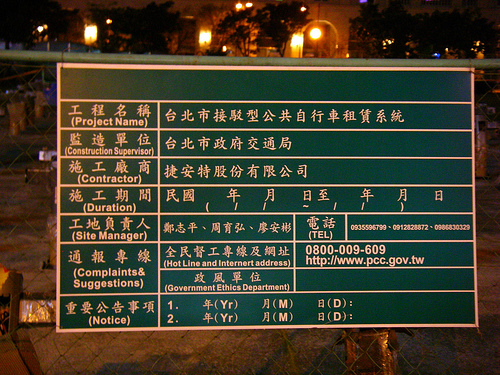 工程名稱 台北市接駁型公共自行車租賃系統
(Project Name)
監造單位 台北市政府交通局
(Construction Supervisor)
施工廠商 捷安特股份有限公司
(Contractor)
施工期間 民國 年 月 日至 年 月 日
(Duration) ( / / ~ / / )
工地負責人 鄭志平、周育弘、廖安彬 電話 0935596799、0912828872、0986830329
(Site Manager) (TEL)
通報專線 全民督工專線及網址 0800-009-609
(Hot Line and Internert address) http://www.pcc.gov.tw
(Complaints& 政風單位
Suggestions) (Government Ethics Department)
重要公告事項 1. 年(Yr) 月(M) 日(D):
(Notice) 2. 年(Yr) 月(M) 日(D):